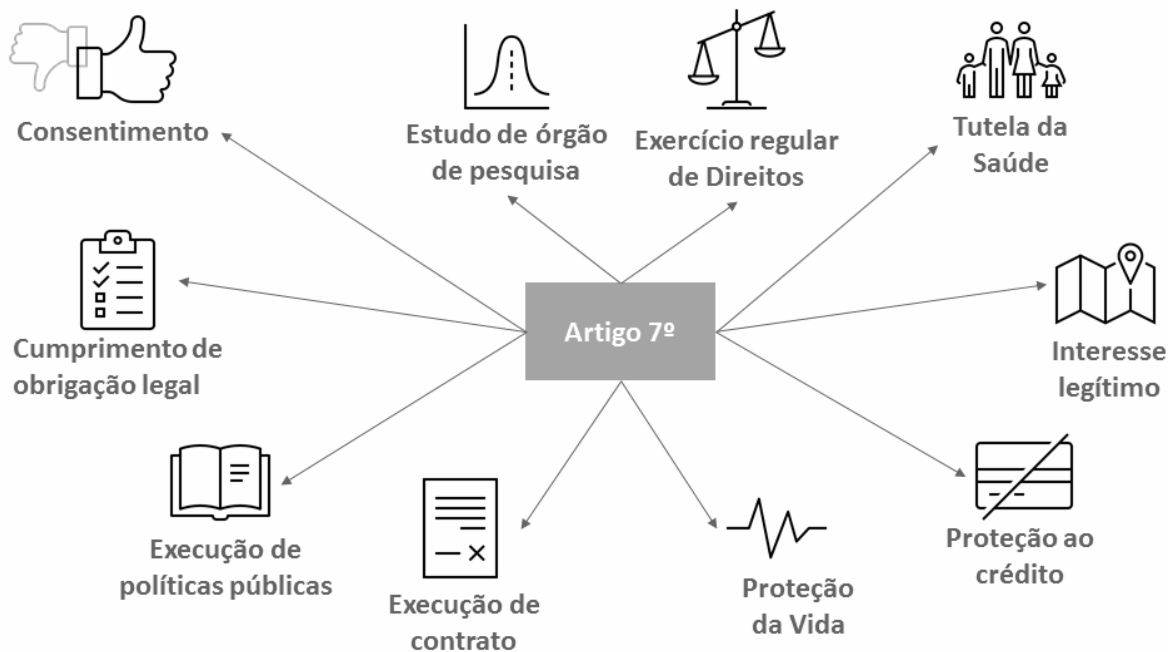 Consentimento
Estudo de órgão
de pesquisa
Exercício regular
de Direitos
Tutela da
Saúde
Cumprimento de
obrigação legal
Artigo 7º
Interesse
legítimo
Execução de
políticas públicas
Execução de
contrato
Proteção
da Vida
Proteção ao
crédito